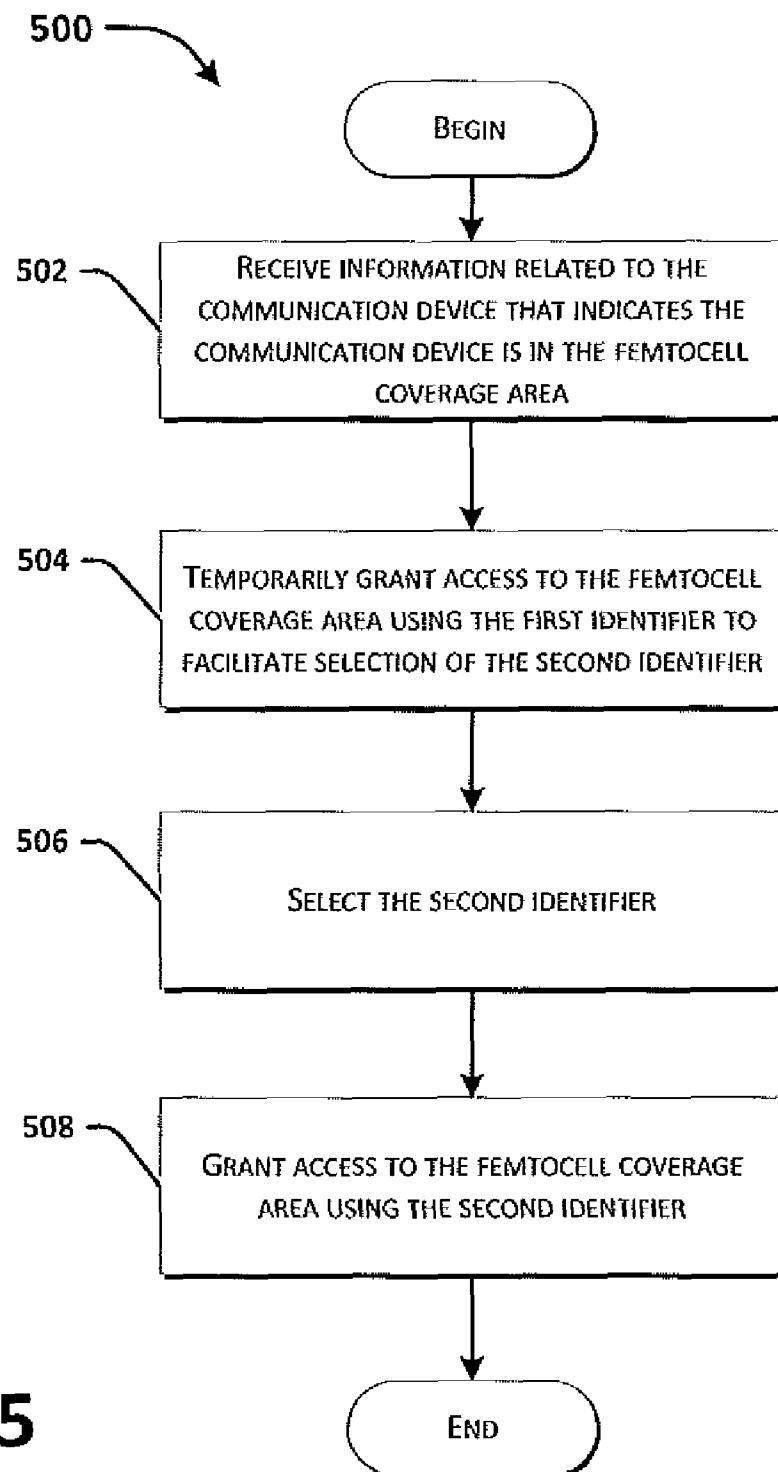 500
BEGIN
502
RECEIVE INFORMATION RELATED TO THE
COMMUNICATION DEVICE THAT INDICATES THE
COMMUNICATION DEVICE IS IN THE FEMTOCELL
COVERAGE AREA
504
TEMPORARILY GRANT ACCESS TO THE FEMTOCELL
COVERAGE AREA USING THE FIRST IDENTIFIER TO
FACILITATE SELECTION OF THE SECOND IDENTIFIER
506
SELECT THE SECOND IDENTIFIER
508
GRANT ACCESS TO THE FEMTOCELL COVERAGE
AREA USING THE SECOND IDENTIFIER
5
END